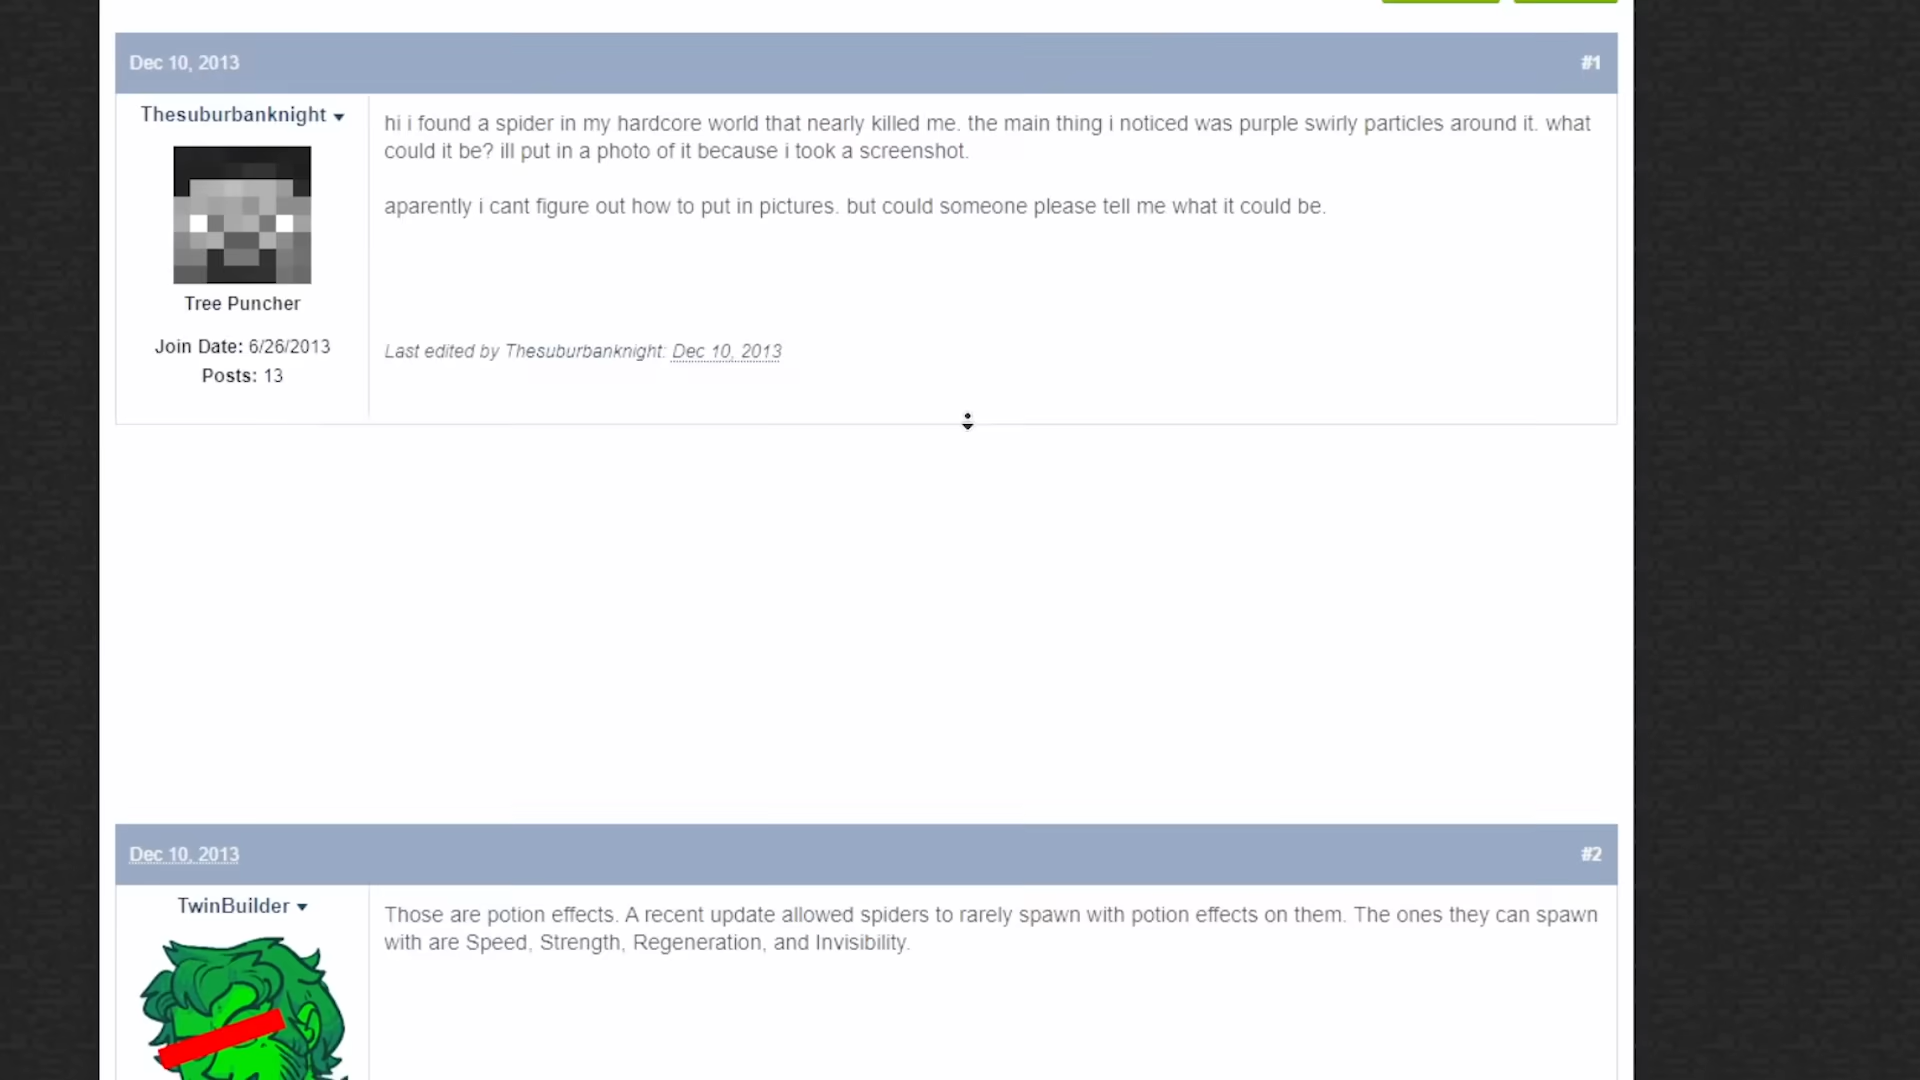 Dec 10, 2013
#1
Thesuburbanknight
hi i found a spider in my hardcore world that nearly killed me. the main thing i noticed was purple swirly particles around it. what
could it be? ill put in a photo of it because i took a screenshot.
aparently i cant figure out how to put in pictures. but could someone please tell me what it could be.
Tree Puncher
Join Date: 6/26/2013
Posts: 13
Last edited by Thesuburbanknight: Dec 10, 2013
Dec 10, 2013
#2
TwinBuilder
Those are potion effects. A recent update allowed spiders to rarely spawn with potion effects on them. The ones they can spawn
with are Speed, Strength, Regeneration, and Invisibility.